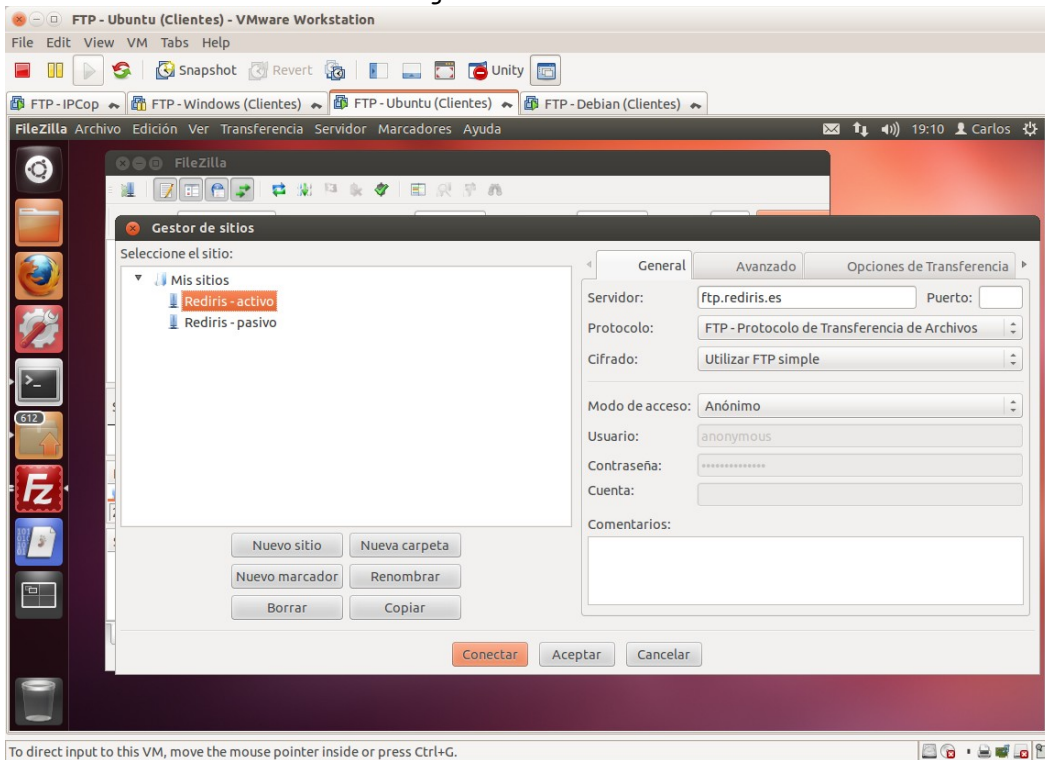 FTP - Ubuntu (Clientes) - VMware Workstation
File Edit View VM Tabs Help
Snapshot Revert Unity
FTP - IPCop FTP - Windows (Clientes) FTP - Ubuntu (Clientes) FTP - Debian (Clientes)
FileZilla Archivo Edición Ver Transferencia Servidor Marcadores Ayuda 19:10 Carlos
FileZilla
Gestor de sitios
Seleccione el sitio:
Mis sitios
Rediris - activo
Rediris - pasivo
Nuevo sitio Nueva carpeta
Nuevo marcador Renombrar
Borrar Copiar
General Avanzado Opciones de Transferencia
Servidor: ftp.rediris.es Puerto:
Protocolo: FTP - Protocolo de Transferencia de Archivos
Cifrado: Utilizar FTP simple
Modo de acceso: Anónimo
Usuario: anonymous
Contraseña: ••••••••••••••
Cuenta:
Comentarios:
Conectar Aceptar Cancelar
612
Fz
To direct input to this VM, move the mouse pointer inside or press Ctrl+G.